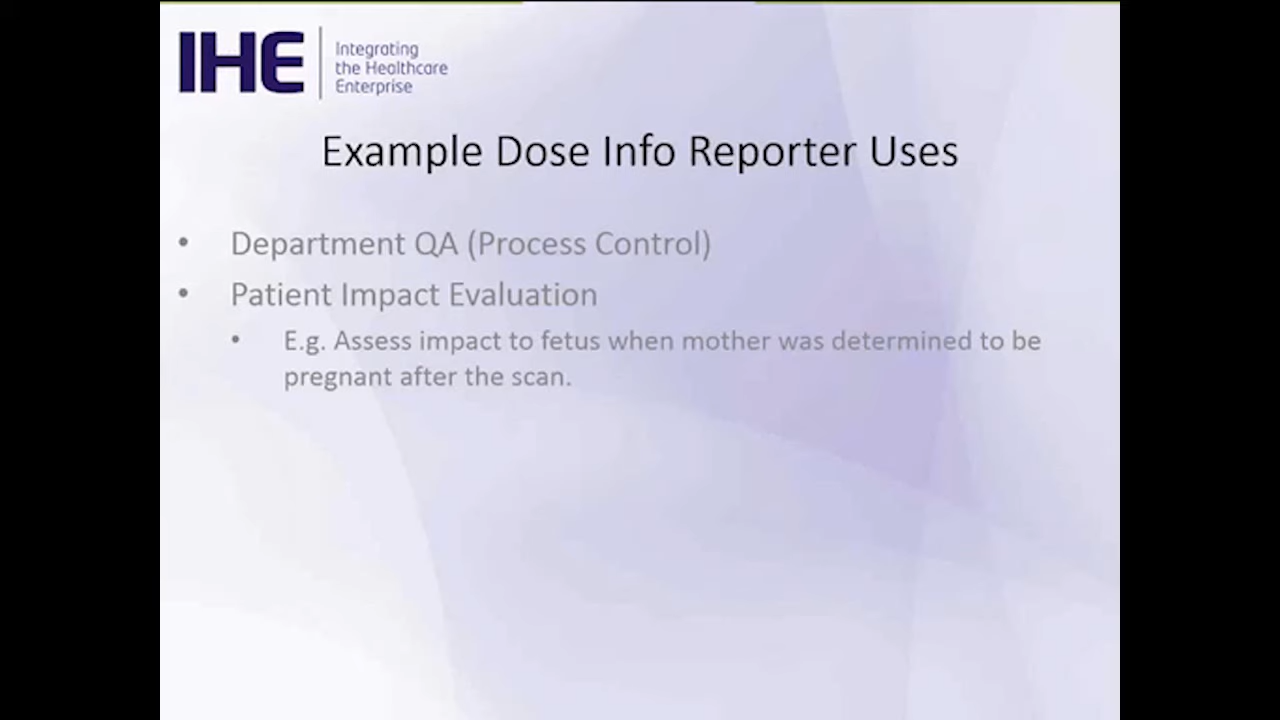 IHE
Integrating
the Healthcare
Enterprise
Example Dose Info Reporter Uses
• Department QA (Process Control)
• Patient Impact Evaluation
• E.g. Assess impact to fetus when mother was determined to be
pregnant after the scan.